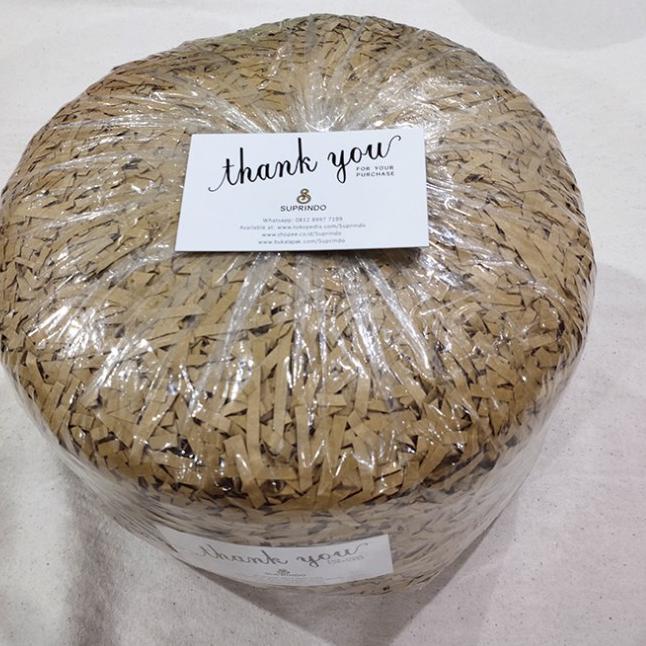 thank you
FOR YOUR
PURCHASE
SUPRINDO
Whatsapp: 0812 8997 7199
Available at: www.tokopedia.com/Suprindo
www.shopee.co.id/Suprindo
www.bukalapak.com/Suprindo
thank you
SUPRINDO